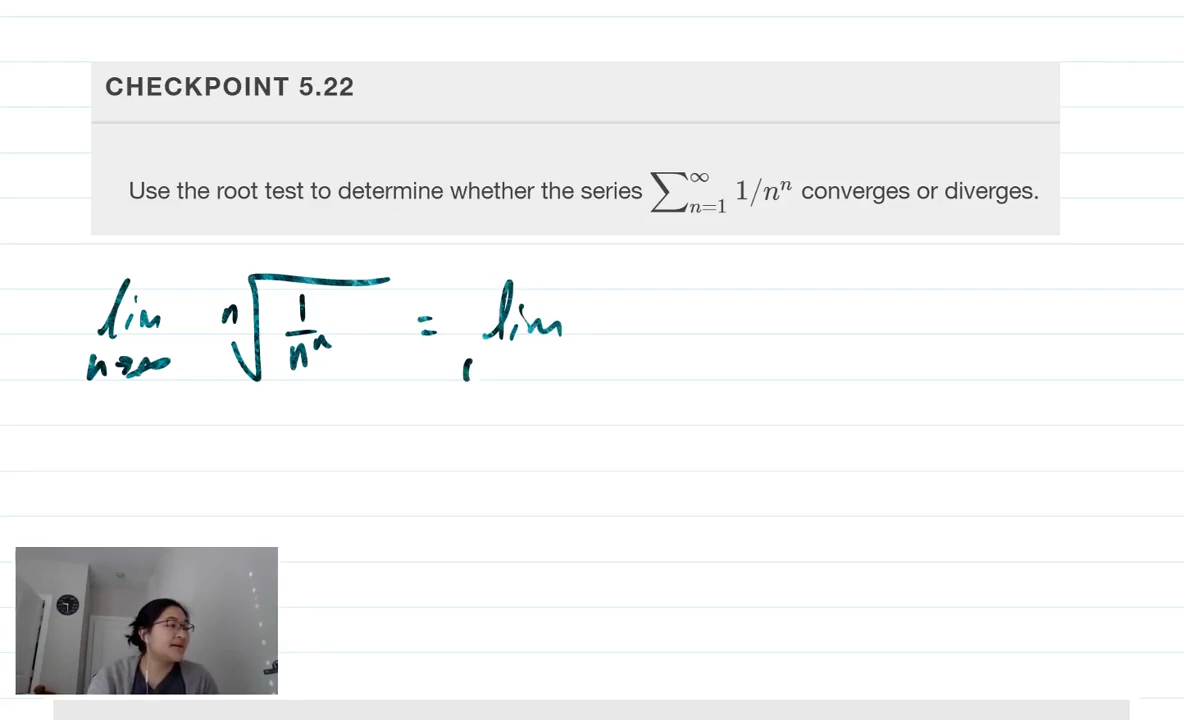 CHECKPOINT 5.22
Use the root test to determine whether the series ∑_{n=1}^{∞} 1/n^n converges or diverges.
lim_{n→∞} ⁿ√(1/n^n) = lim